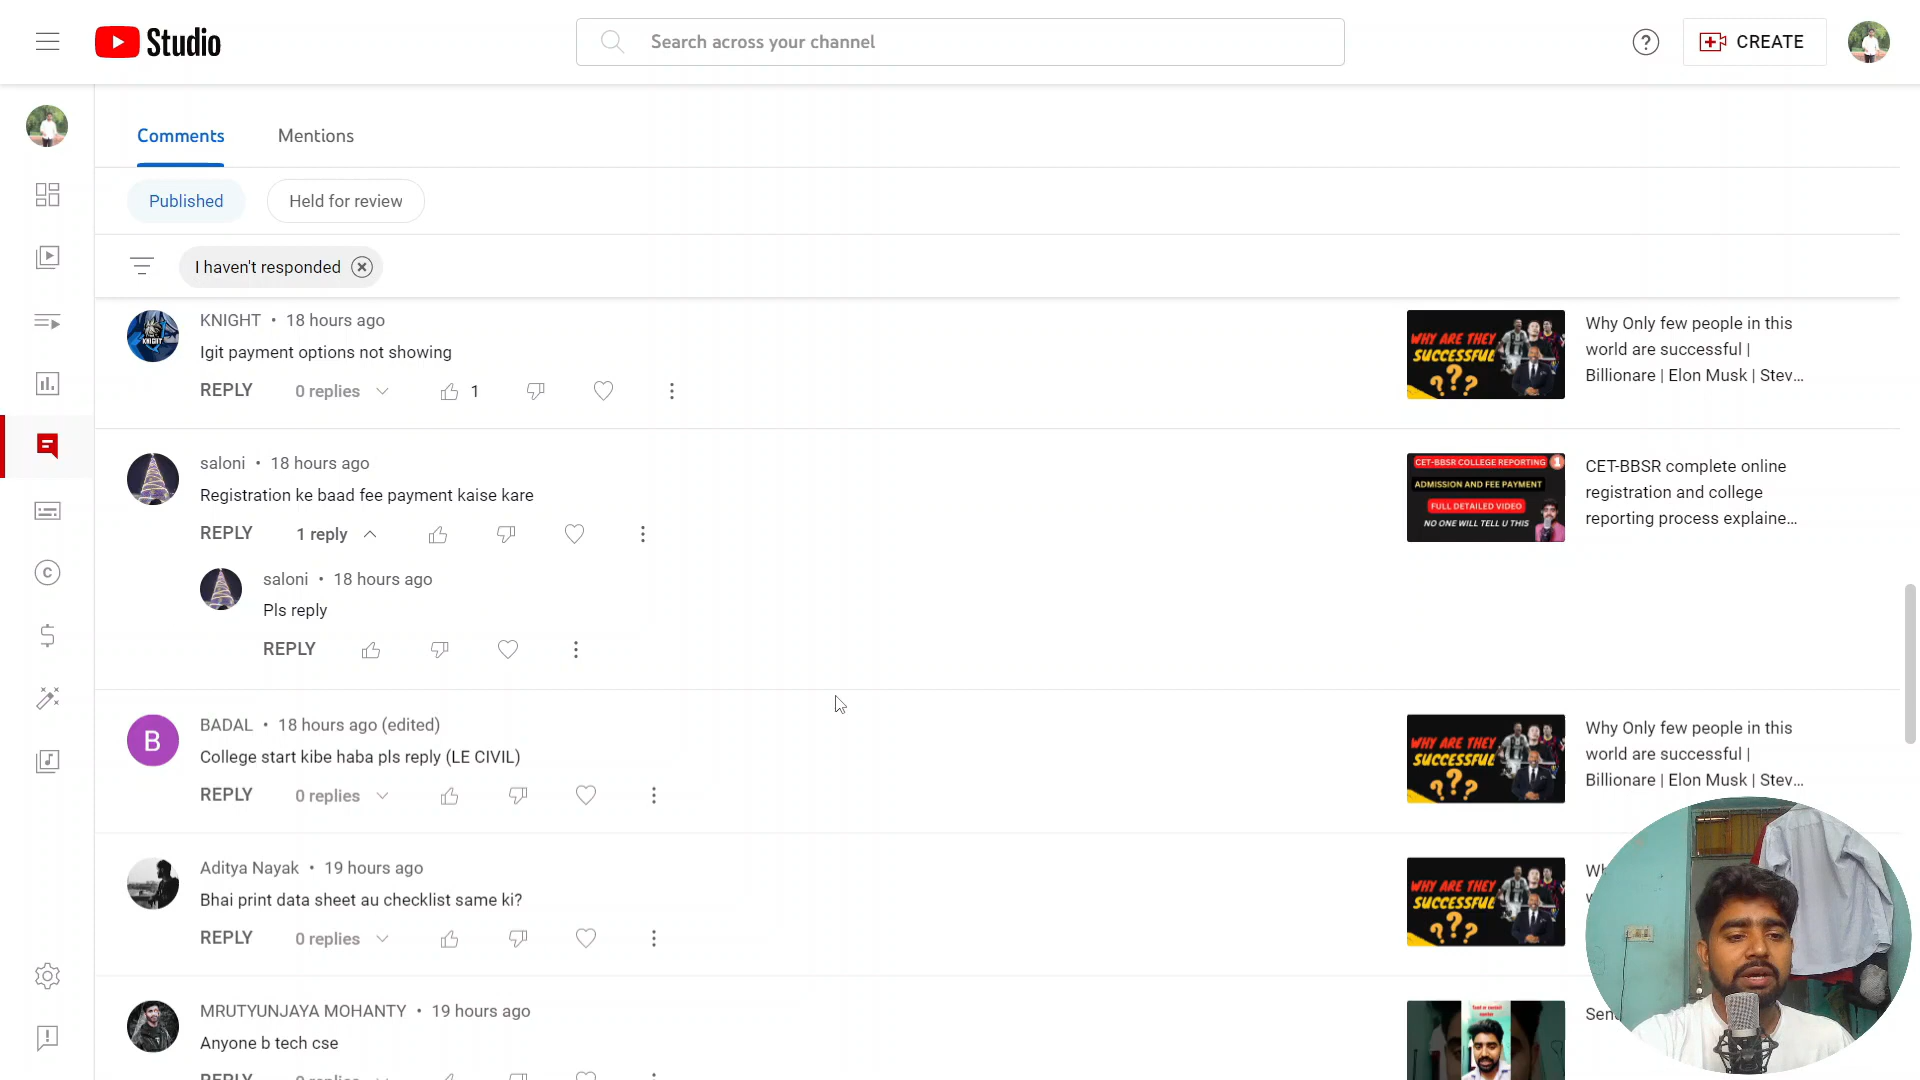 Studio
Search across your channel
CREATE
Comments
Mentions
Published
Held for review
I haven't responded
KNIGHT • 18 hours ago
Igit payment options not showing
REPLY
0 replies
1
WHY ARE THEY
SUCCESSFUL
???
Why Only few people in this
world are successful |
Billionare | Elon Musk | Stev...
saloni • 18 hours ago
Registration ke baad fee payment kaise kare
REPLY
1 reply
CET-BBSR COLLEGE REPORTING 1
ADMISSION AND FEE PAYMENT
FULL DETAILED VIDEO
NO ONE WILL TELL U THIS
CET-BBSR complete online
registration and college
reporting process explaine...
saloni • 18 hours ago
Pls reply
REPLY
B
BADAL • 18 hours ago (edited)
College start kibe haba pls reply (LE CIVIL)
REPLY
0 replies
WHY ARE THEY
SUCCESSFUL
???
Why Only few people in this
world are successful |
Billionare | Elon Musk | Stev...
Aditya Nayak • 19 hours ago
Bhai print data sheet au checklist same ki?
REPLY
0 replies
WHY ARE THEY
SUCCESSFUL
???
MRUTYUNJAYA MOHANTY • 19 hours ago
Anyone b tech cse
REPLY
0 replies